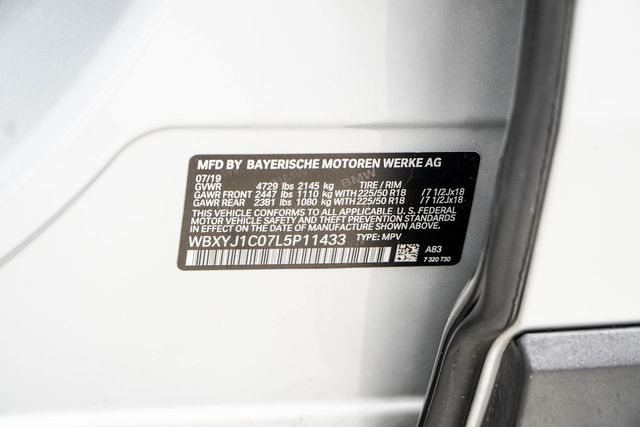 MFD BY BAYERISCHE MOTOREN WERKE AG
07/19
GVWR 4729 lbs 2145 kg TIRE / RIM
GAWR FRONT 2447 lbs 1110 kg WITH 225/50 R18 / 7 1/2Jx18
GAWR REAR 2381 lbs 1080 kg WITH 225/50 R18 / 7 1/2Jx18
THIS VEHICLE CONFORMS TO ALL APPLICABLE U. S. FEDERAL
MOTOR VEHICLE SAFETY AND THEFT PREVENTION STANDARDS
IN EFFECT ON THE DATE OF MANUFACTURE SHOWN ABOVE.
WBXYJ1C07L5P11433 TYPE: MPV
A83
7 320 730
BMW